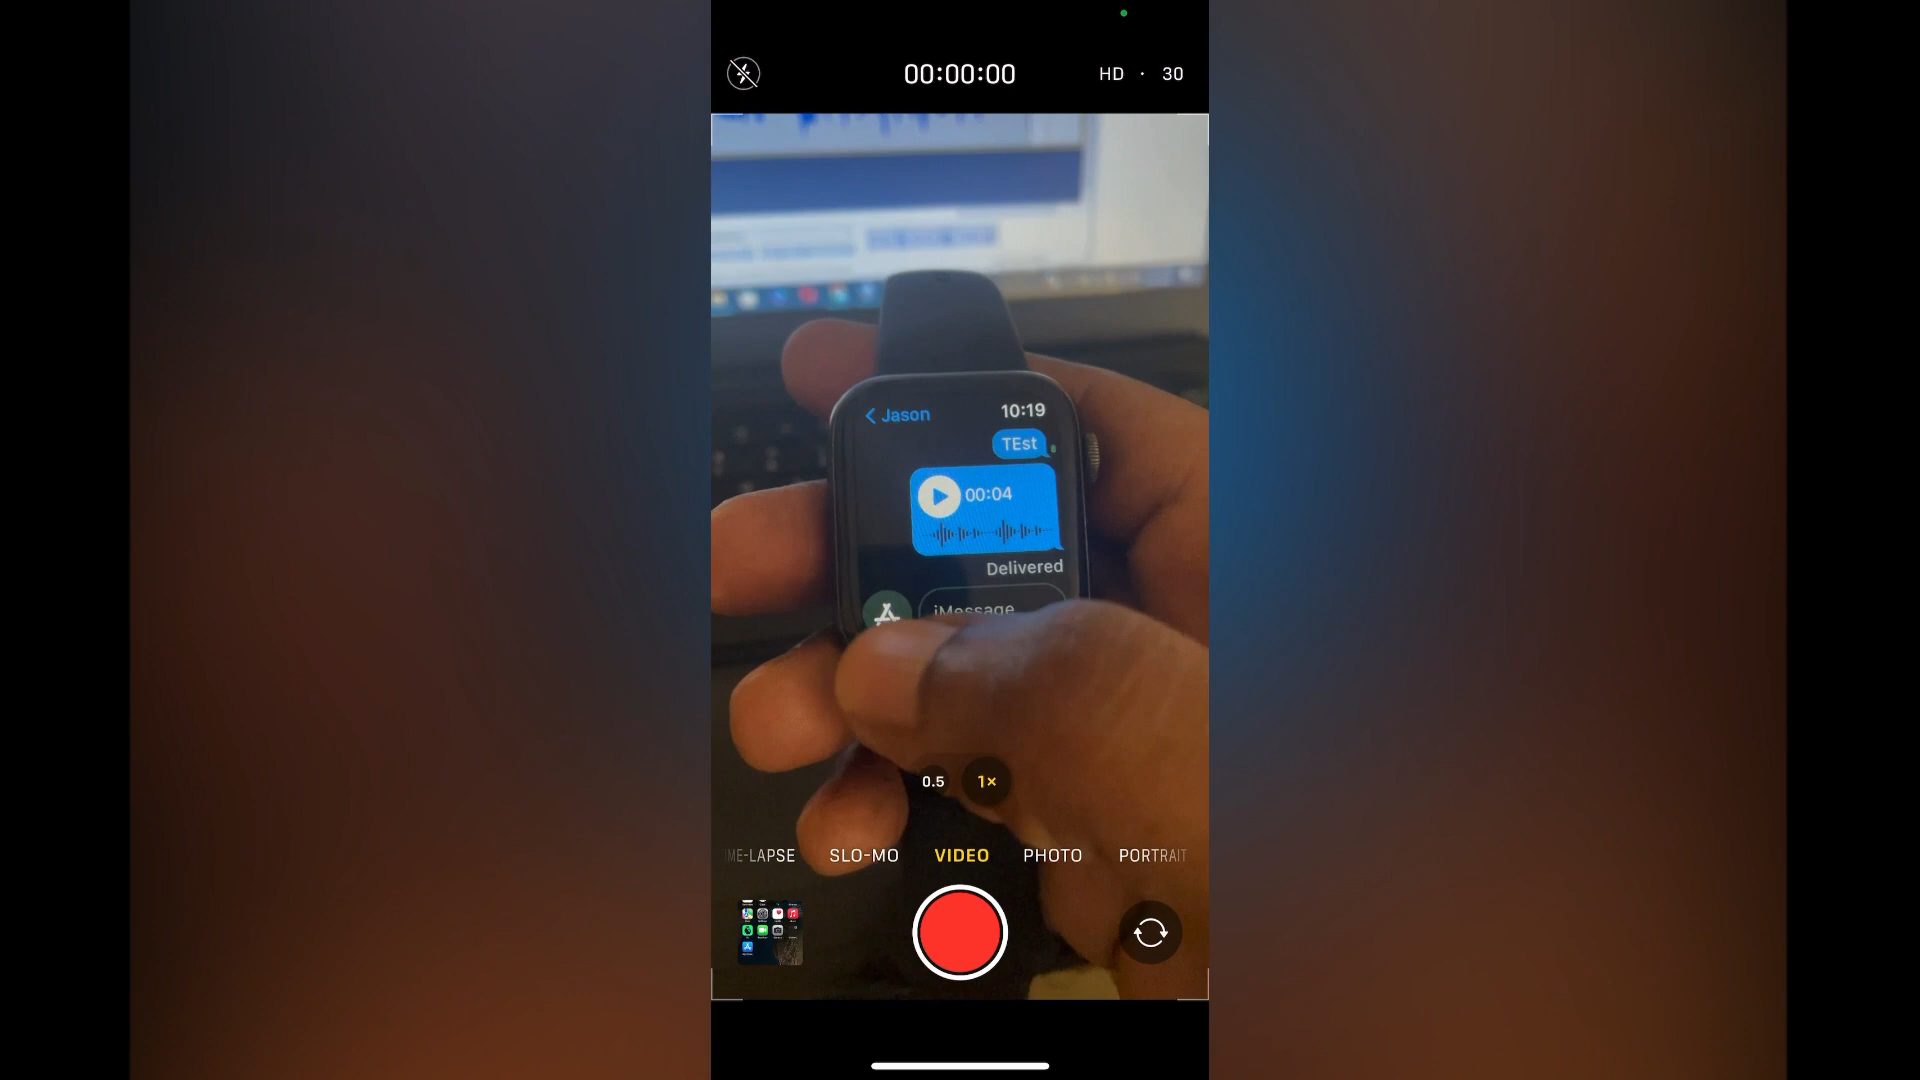 00:00:00
HD · 30
Jason
10:19
TEst
00:04
Delivered
iMessage
0.5
1×
ME-LAPSE
SLO-MO
VIDEO
PHOTO
PORTRAIT